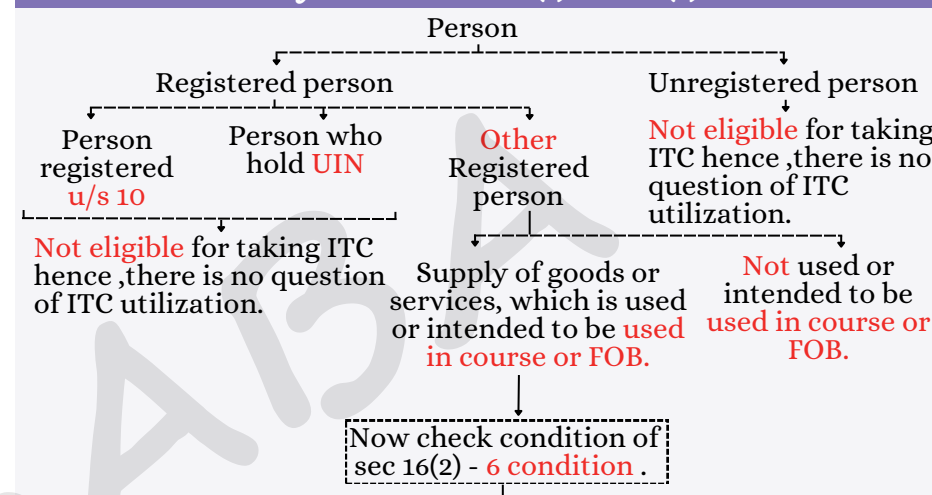 Person
Registered person
Unregistered person
Person
registered
u/s 10
Person who
hold UIN
Other
Registered
person
Not eligible for taking
ITC hence ,there is no
question of ITC
utilization.
Not eligible for taking ITC
hence ,there is no question
of ITC utilization.
Supply of goods or
services, which is used
or intended to be used
in course or FOB.
Not used or
intended to be
used in course or
FOB.
Now check condition of
sec 16(2) - 6 condition .
ABA